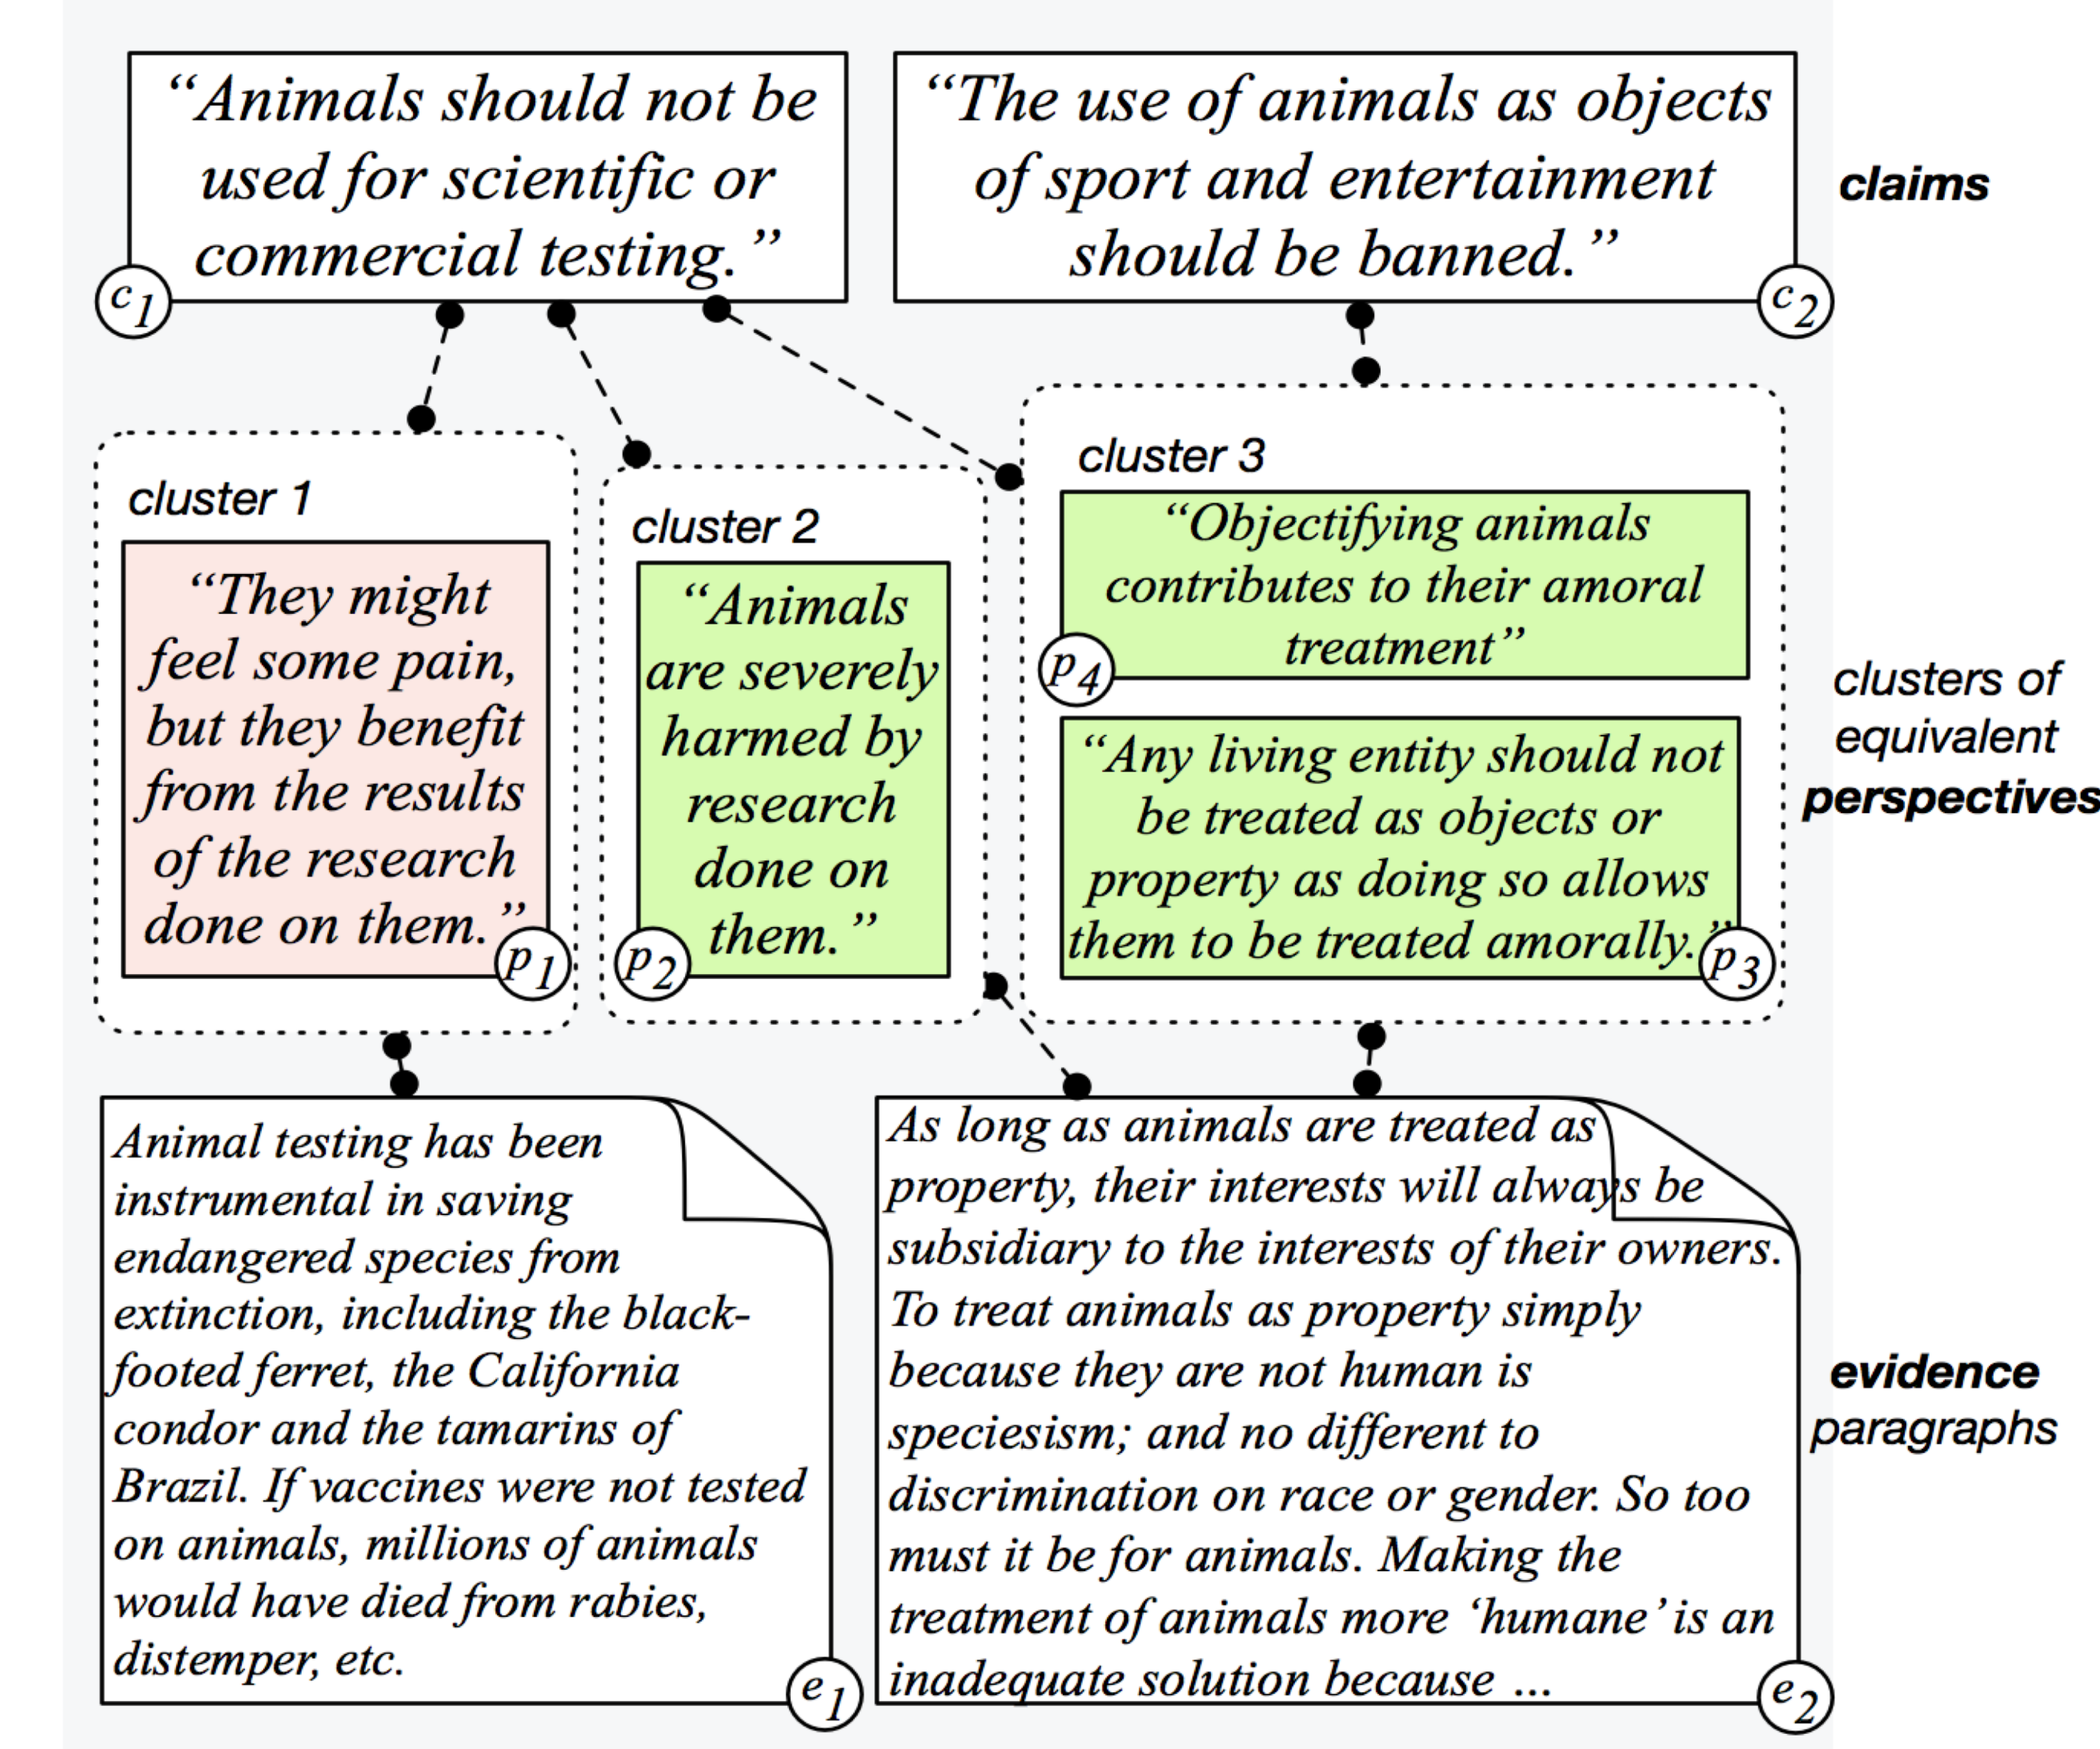 “Animals should not be
used for scientific or
commercial testing.”
c1
“The use of animals as objects
of sport and entertainment
should be banned.”
c2
claims
cluster 1
“They might
feel some pain,
but they benefit
from the results
of the research
done on them.”
p1
cluster 2
“Animals
are severely
harmed by
research
done on
them.”
p2
cluster 3
“Objectifying animals
contributes to their amoral
treatment”
p4
“Any living entity should not
be treated as objects or
property as doing so allows
them to be treated amorally.”
p3
clusters of
equivalent
perspectives
Animal testing has been
instrumental in saving
endangered species from
extinction, including the black-
footed ferret, the California
condor and the tamarins of
Brazil. If vaccines were not tested
on animals, millions of animals
would have died from rabies,
distemper, etc.
e1
As long as animals are treated as
property, their interests will always be
subsidiary to the interests of their owners.
To treat animals as property simply
because they are not human is
speciesism; and no different to
discrimination on race or gender. So too
must it be for animals. Making the
treatment of animals more ‘humane’ is an
inadequate solution because ...
e2
evidence
paragraphs